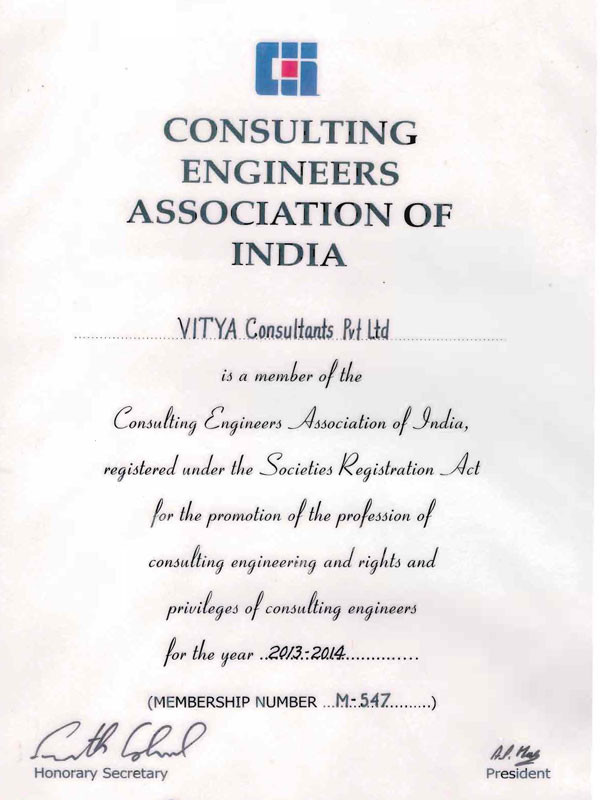 CONSULTING
ENGINEERS
ASSOCIATION OF
INDIA
VITYA Consultants Pvt Ltd
is a member of the
Consulting Engineers Association of India,
registered under the Societies Registration Act
for the promotion of the profession of
consulting engineering and rights and
privileges of consulting engineers
for the year ..2013-2014..............
(MEMBERSHIP NUMBER ...M-547.........)
Honorary Secretary
President